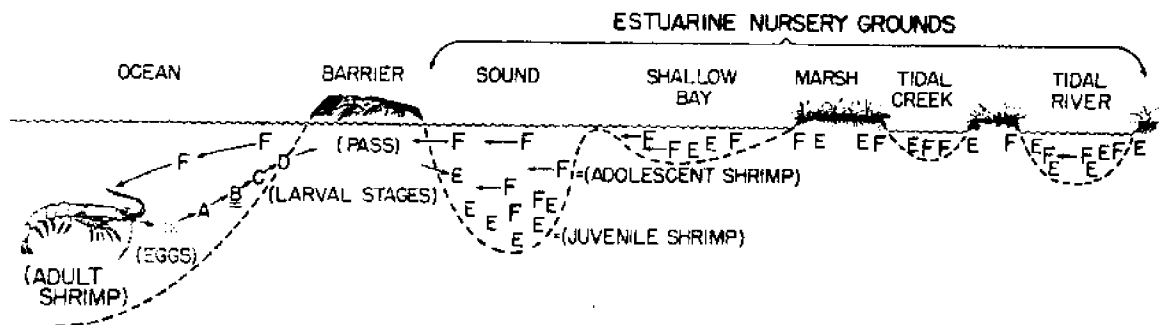 ESTUARINE NURSERY GROUNDS
OCEAN BARRIER SOUND SHALLOW BAY MARSH TIDAL CREEK TIDAL RIVER
F F (PASS) F F E F E E F F E E F E F F E F E F E E F E
A B C D (LARVAL STAGES) E F F =(ADOLESCENT SHRIMP)
E E F F E E E E =(JUVENILE SHRIMP)
(EGGS)
(ADULT SHRIMP)